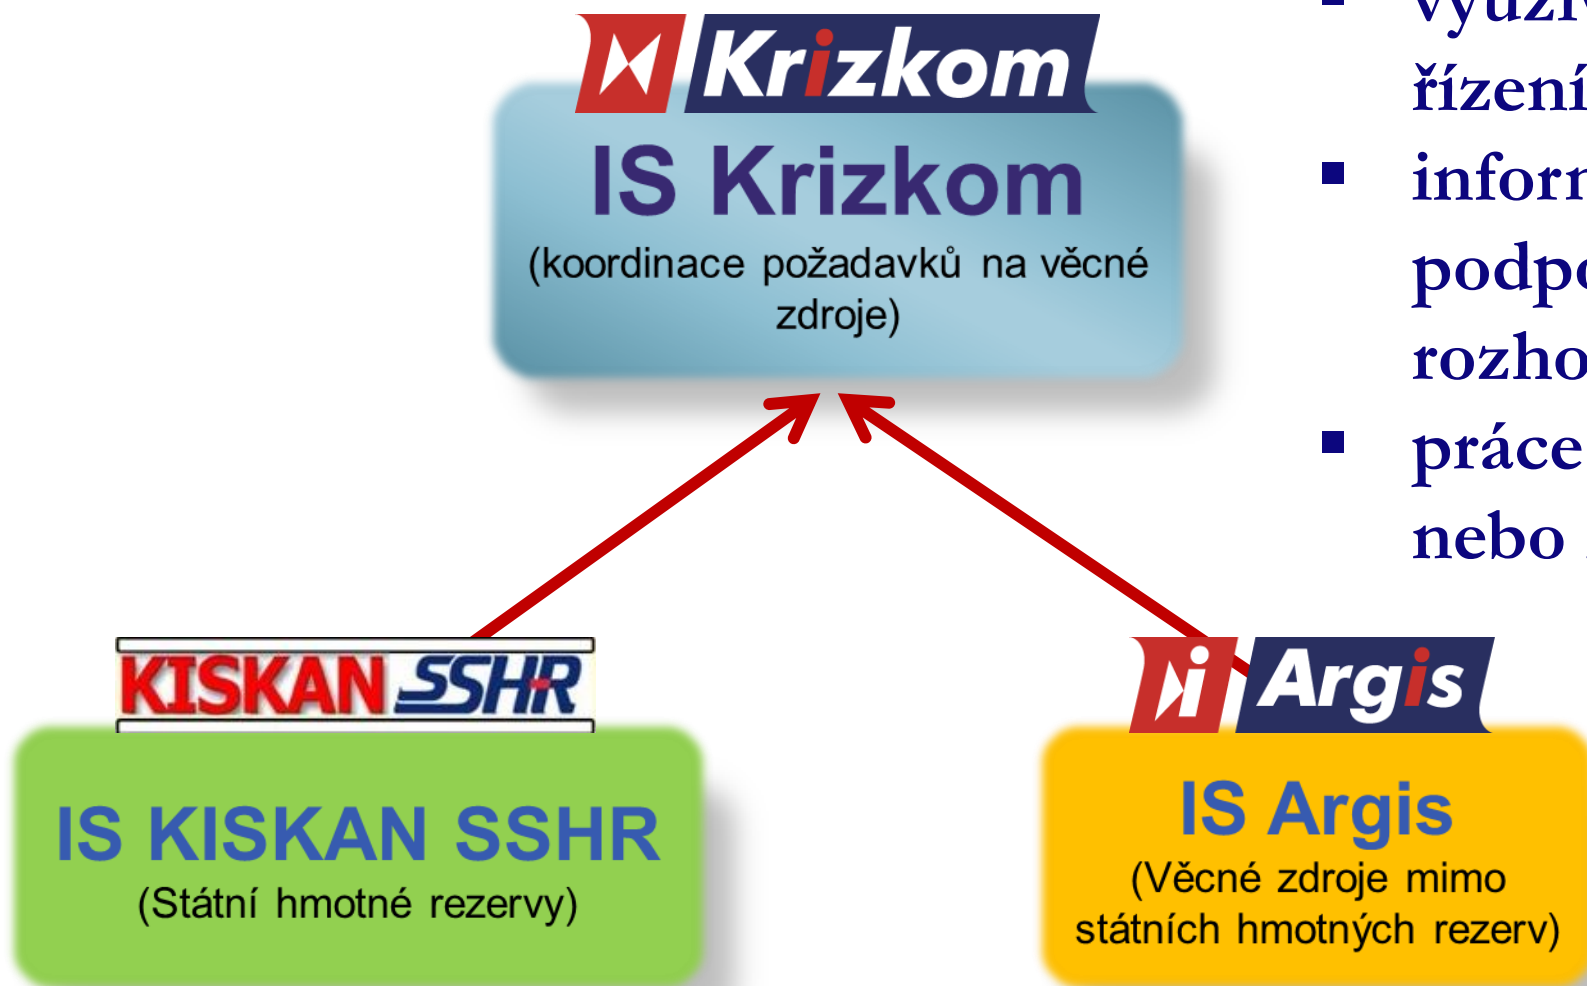 Krizkom
IS Krizkom
(koordinace požadavků na věcné
zdroje)
řízení
podpo
rozho
práce
nebo
KISKAN SSHR
IS KISKAN SSHR
(Státní hmotné rezervy)
Argis
IS Argis
(Věcné zdroje mimo
státních hmotných rezerv)